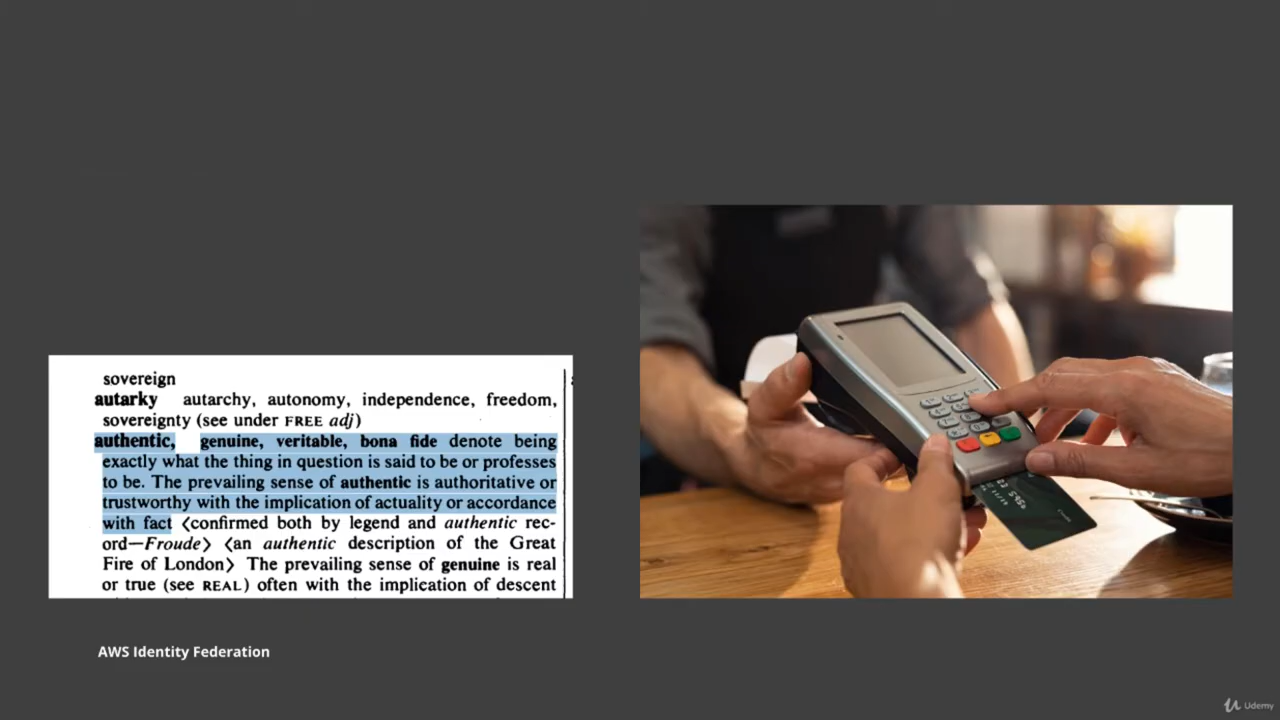 sovereign
autarky autarchy, autonomy, independence, freedom,
sovereignty (see under FREE adj)
authentic, genuine, veritable, bona fide denote being
exactly what the thing in question is said to be or professes
to be. The prevailing sense of authentic is authoritative or
trustworthy with the implication of actuality or accordance
with fact ⟨confirmed both by legend and authentic rec-
ord—Froude⟩ ⟨an authentic description of the Great
Fire of London⟩ The prevailing sense of genuine is real
or true (see REAL) often with the implication of descent
AWS Identity Federation
Udemy